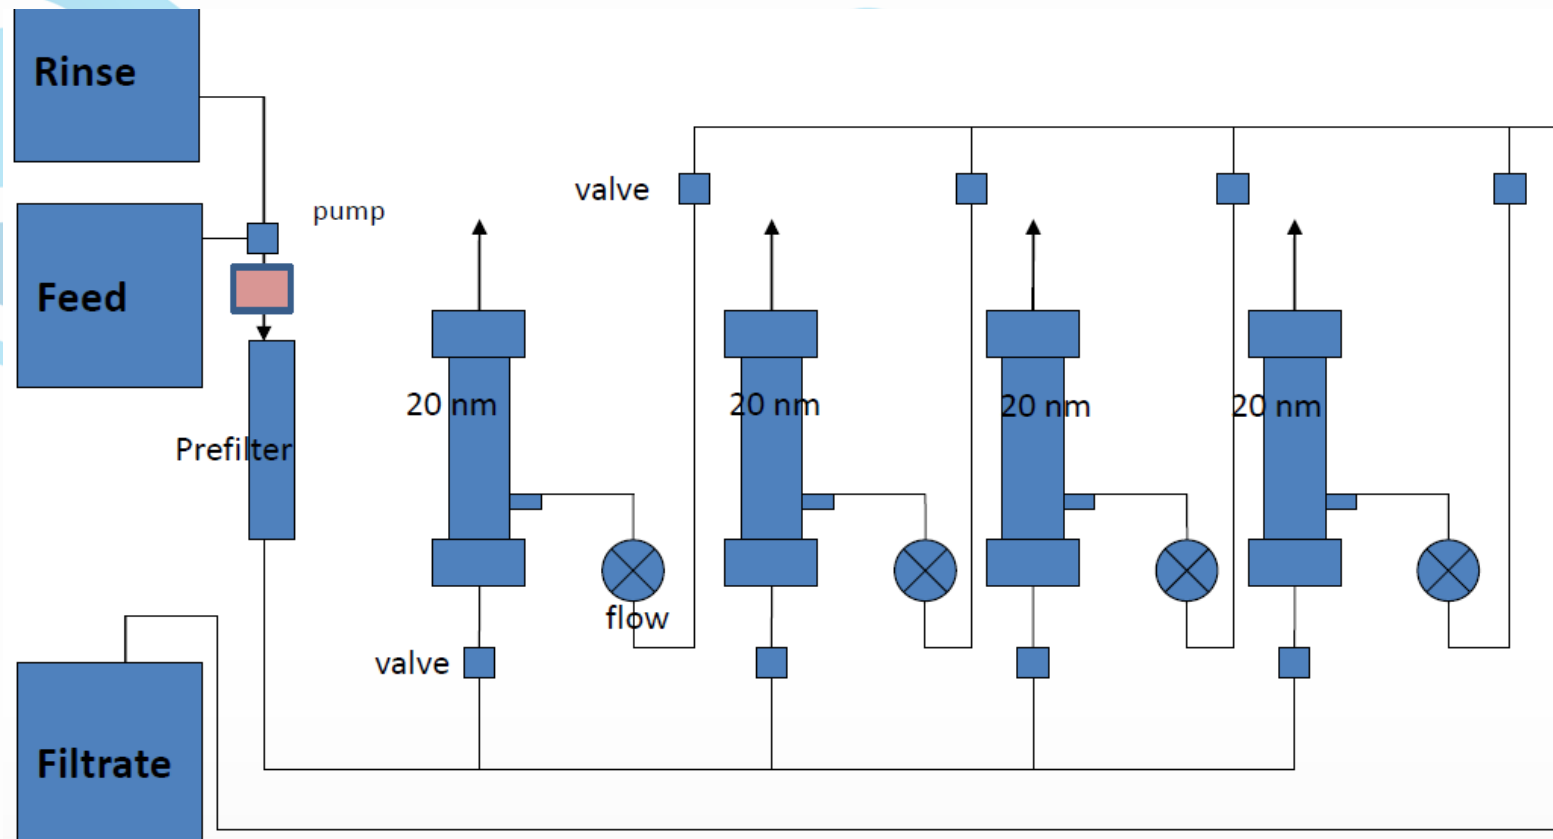 Rinse
pump
valve
Feed
20 nm
20 nm
20 nm
20 nm
Prefilter
flow
valve
Filtrate